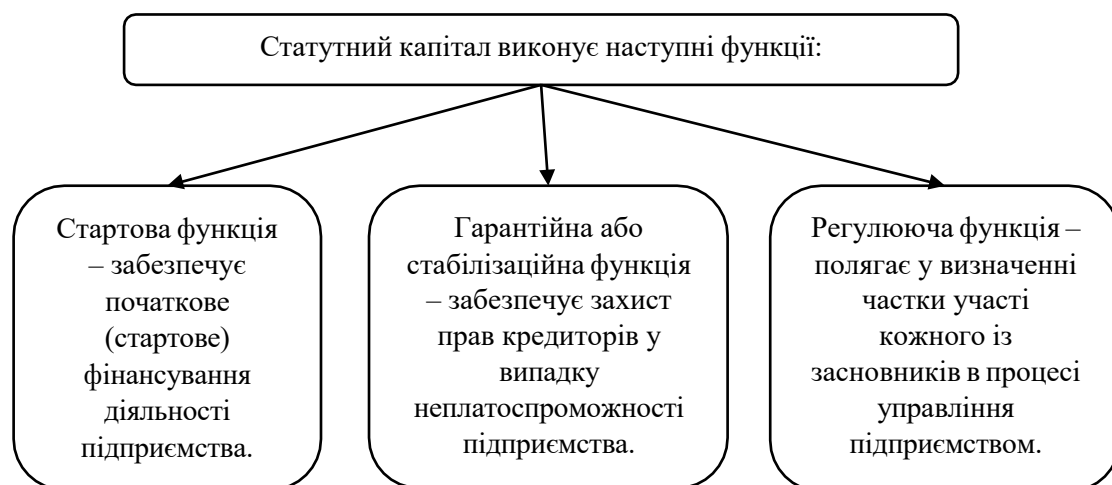 Статутний капітал виконує наступні функції:
Стартова функція
– забезпечує
початкове
(стартове)
фінансування
діяльності
підприємства.
Гарантійна або
стабілізаційна функція
– забезпечує захист
прав кредиторів у
випадку
неплатоспроможності
підприємства.
Регулююча функція –
полягає у визначенні
частки участі
кожного із
засновників в процесі
управління
підприємством.